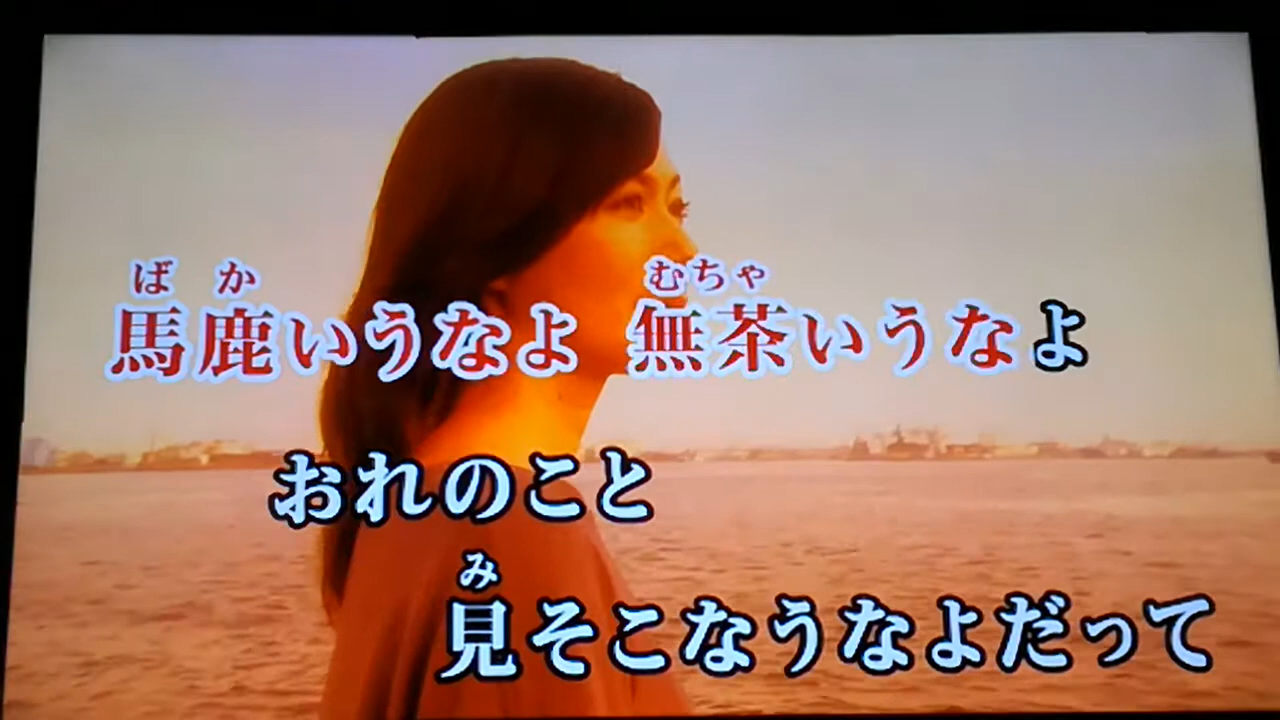 ばか むちゃ
馬鹿いうなよ 無茶いうなよ
おれのこと
み
見そこなうなよだって